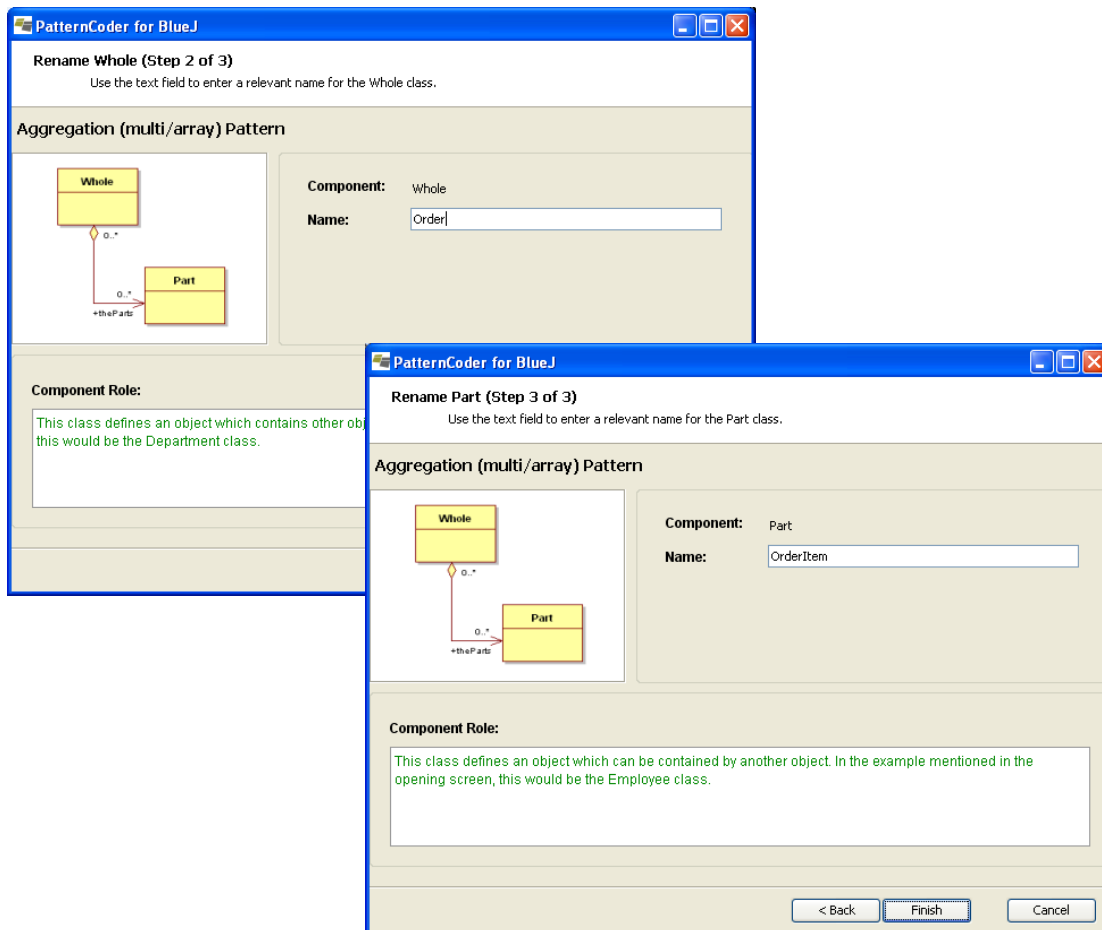 PatternCoder for BlueJ
Rename Whole (Step 2 of 3)
Use the text field to enter a relevant name for the Whole class.
Aggregation (multi/array) Pattern
Whole
0..*
Part
0..*
+theParts
Component: Whole
Name: Order
Component Role:
This class defines an object which contains other obj
this would be the Department class.
PatternCoder for BlueJ
Rename Part (Step 3 of 3)
Use the text field to enter a relevant name for the Part class.
Aggregation (multi/array) Pattern
Whole
0..*
Part
0..*
+theParts
Component: Part
Name: OrderItem
Component Role:
This class defines an object which can be contained by another object. In the example mentioned in the
opening screen, this would be the Employee class.
< Back Finish Cancel